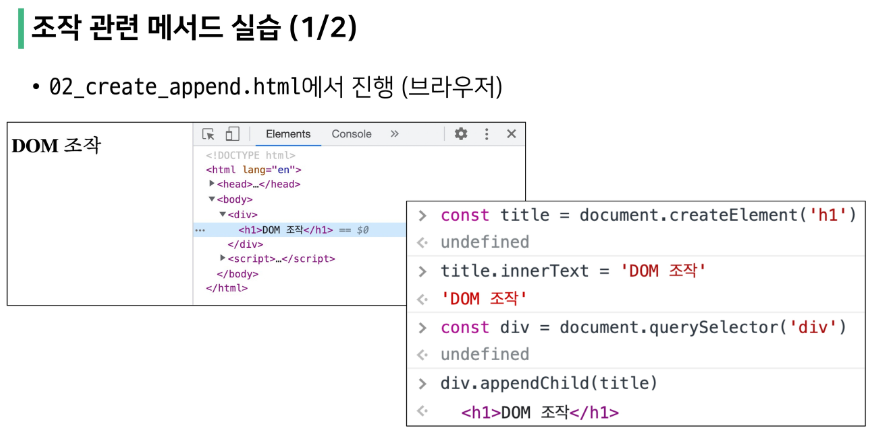 조작 관련 메서드 실습 (1/2)
• 02_create_append.html에서 진행 (브라우저)
DOM 조작
Elements Console »
<!DOCTYPE html>
<html lang="en">
<head>…</head>
<body>
<div>
<h1>DOM 조작</h1> == $0
</div>
<script>…</script>
</body>
</html>
const title = document.createElement('h1')
undefined
title.innerText = 'DOM 조작'
'DOM 조작'
const div = document.querySelector('div')
undefined
div.appendChild(title)
<h1>DOM 조작</h1>